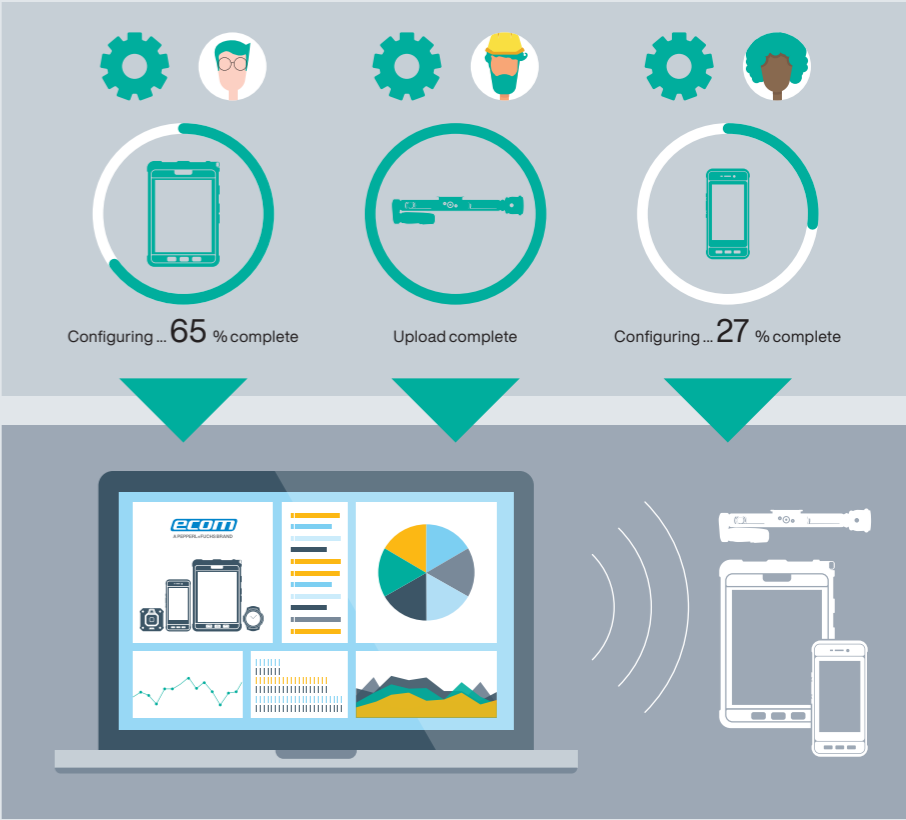 Configuring ... 65 % complete
Upload complete
Configuring ... 27 % complete
ecom
A PEPPERL+FUCHS BRAND